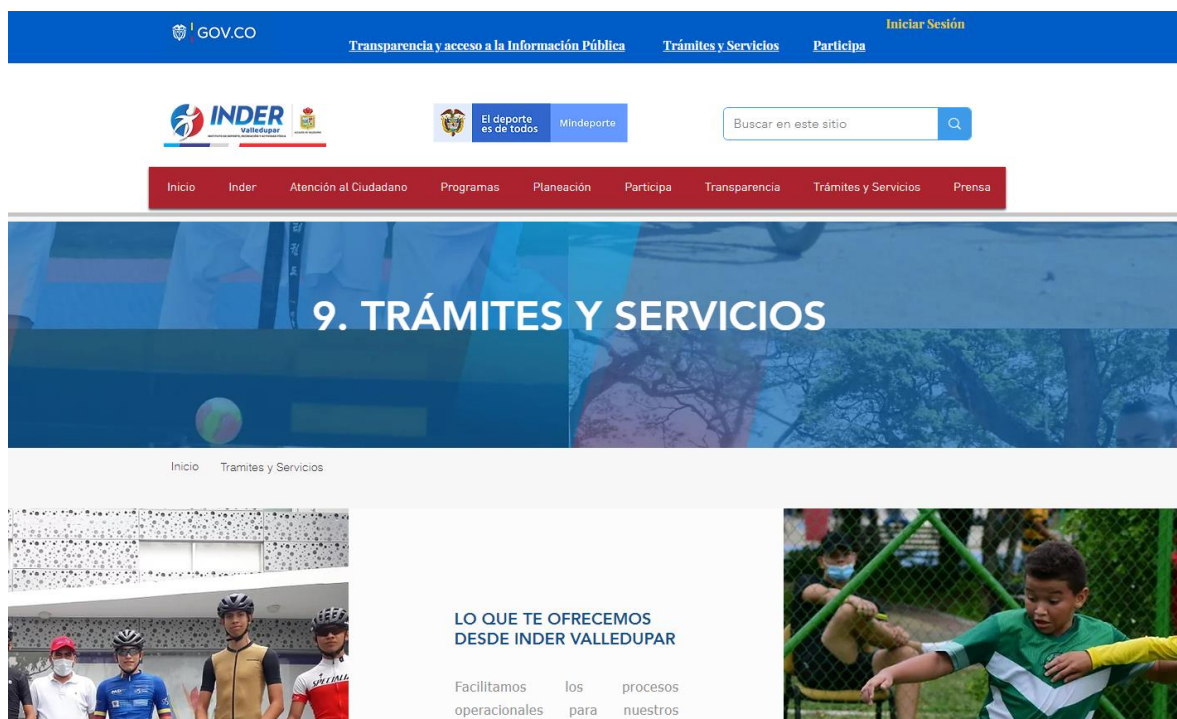 GOV.CO
Iniciar Sesión
Transparencia y acceso a la Información Pública Trámites y Servicios Participa
INDER
Valledupar
El deporte
es de todos
Mindeporte
Buscar en este sitio
Inicio Inder Atención al Ciudadano Programas Planeación Participa Transparencia Trámites y Servicios Prensa
9. TRÁMITES Y SERVICIOS
Inicio Tramites y Servicios
LO QUE TE OFRECEMOS
DESDE INDER VALLEDUPAR
Facilitamos los procesos
operacionales para nuestros